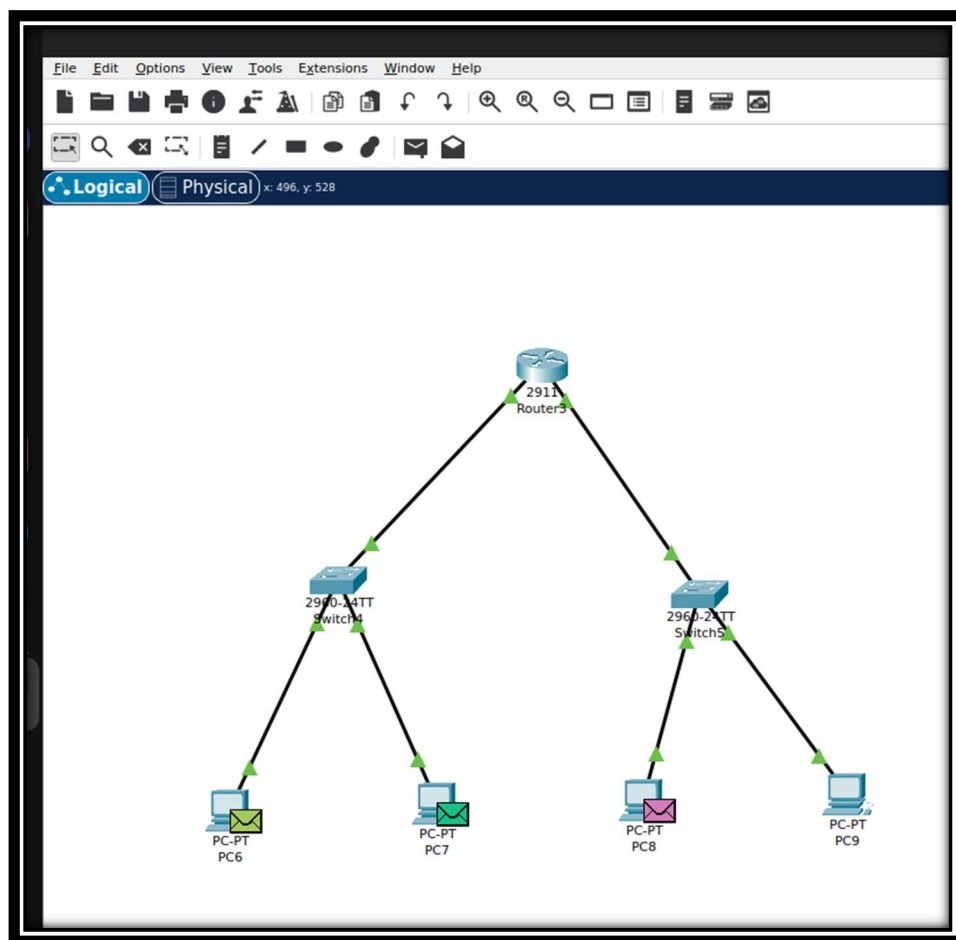 File Edit Options View Tools Extensions Window Help
Logical Physical x: 496, y: 528
2911
Router3
2960-24TT
Switch4
2960-24TT
Switch5
PC-PT
PC6
PC-PT
PC7
PC-PT
PC8
PC-PT
PC9